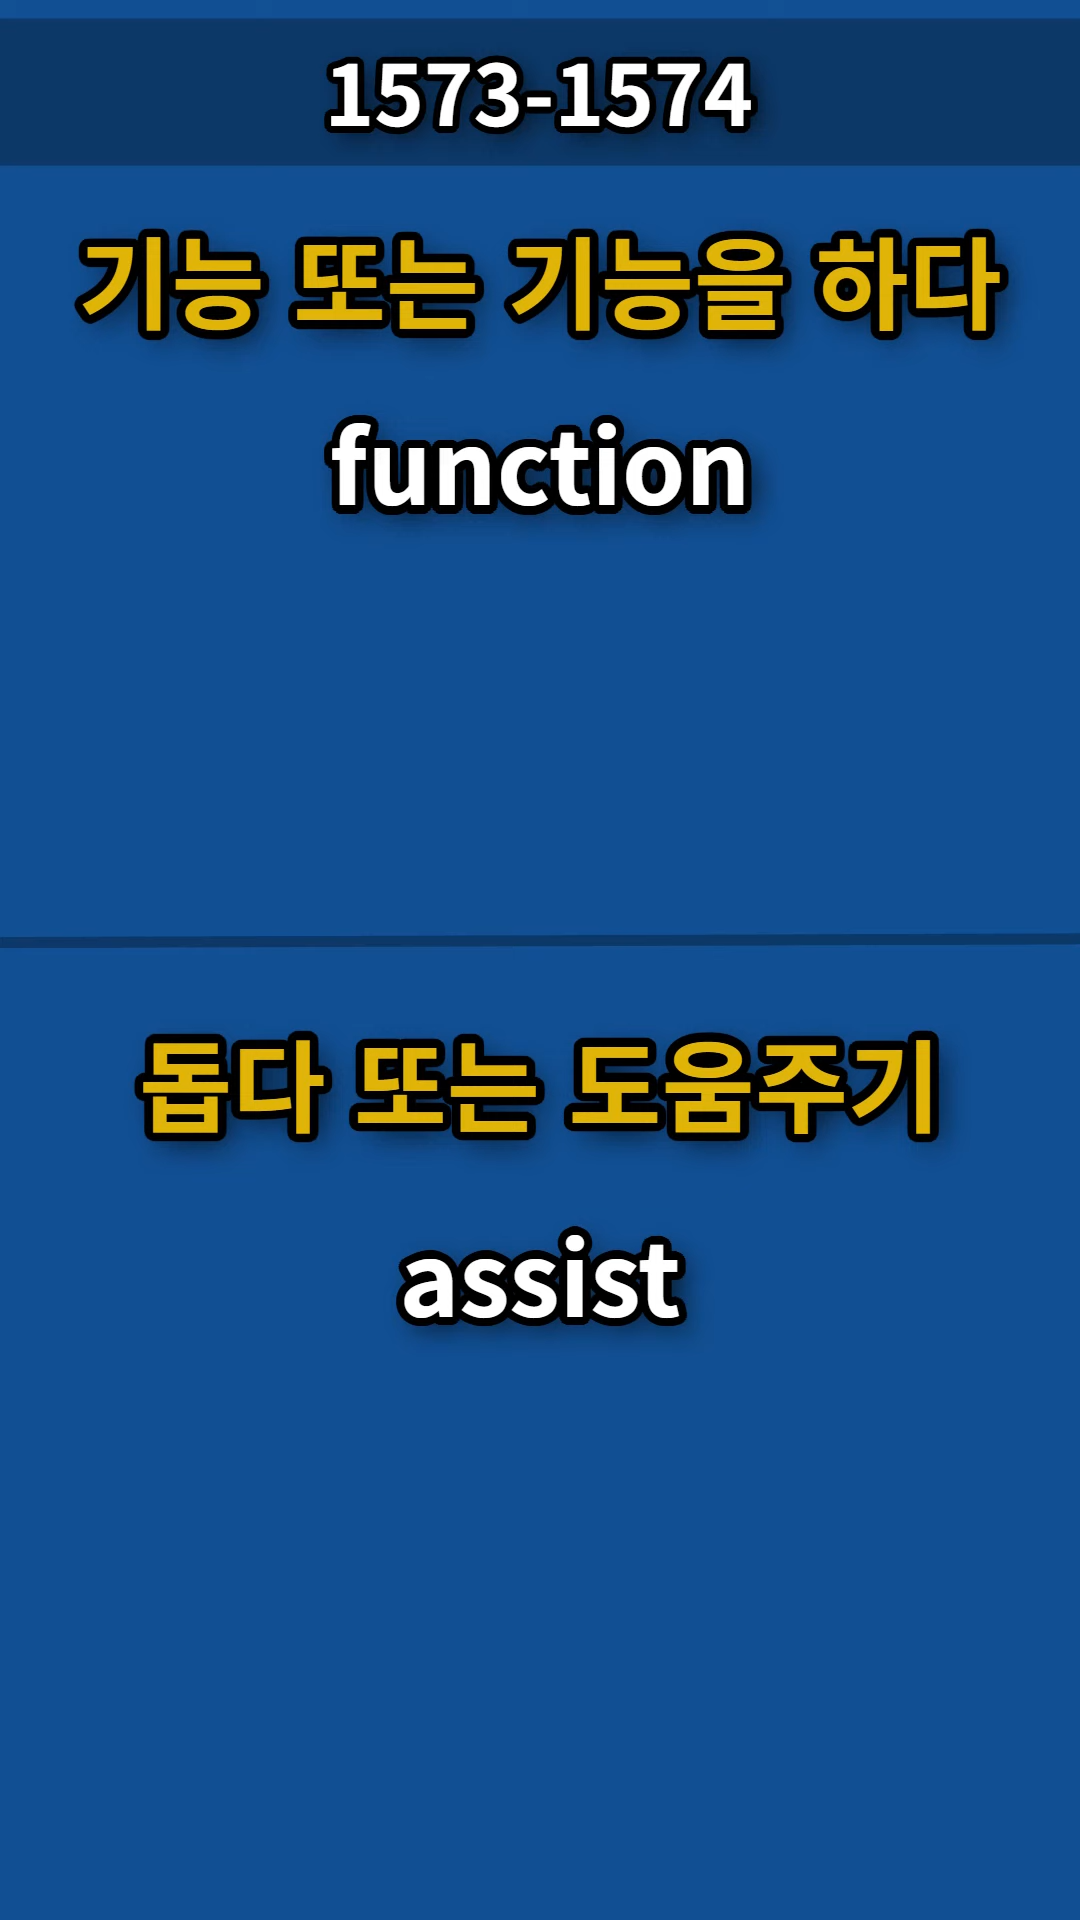 1573-1574
기능 또는 기능을 하다
function
돕다 또는 도움주기
assist